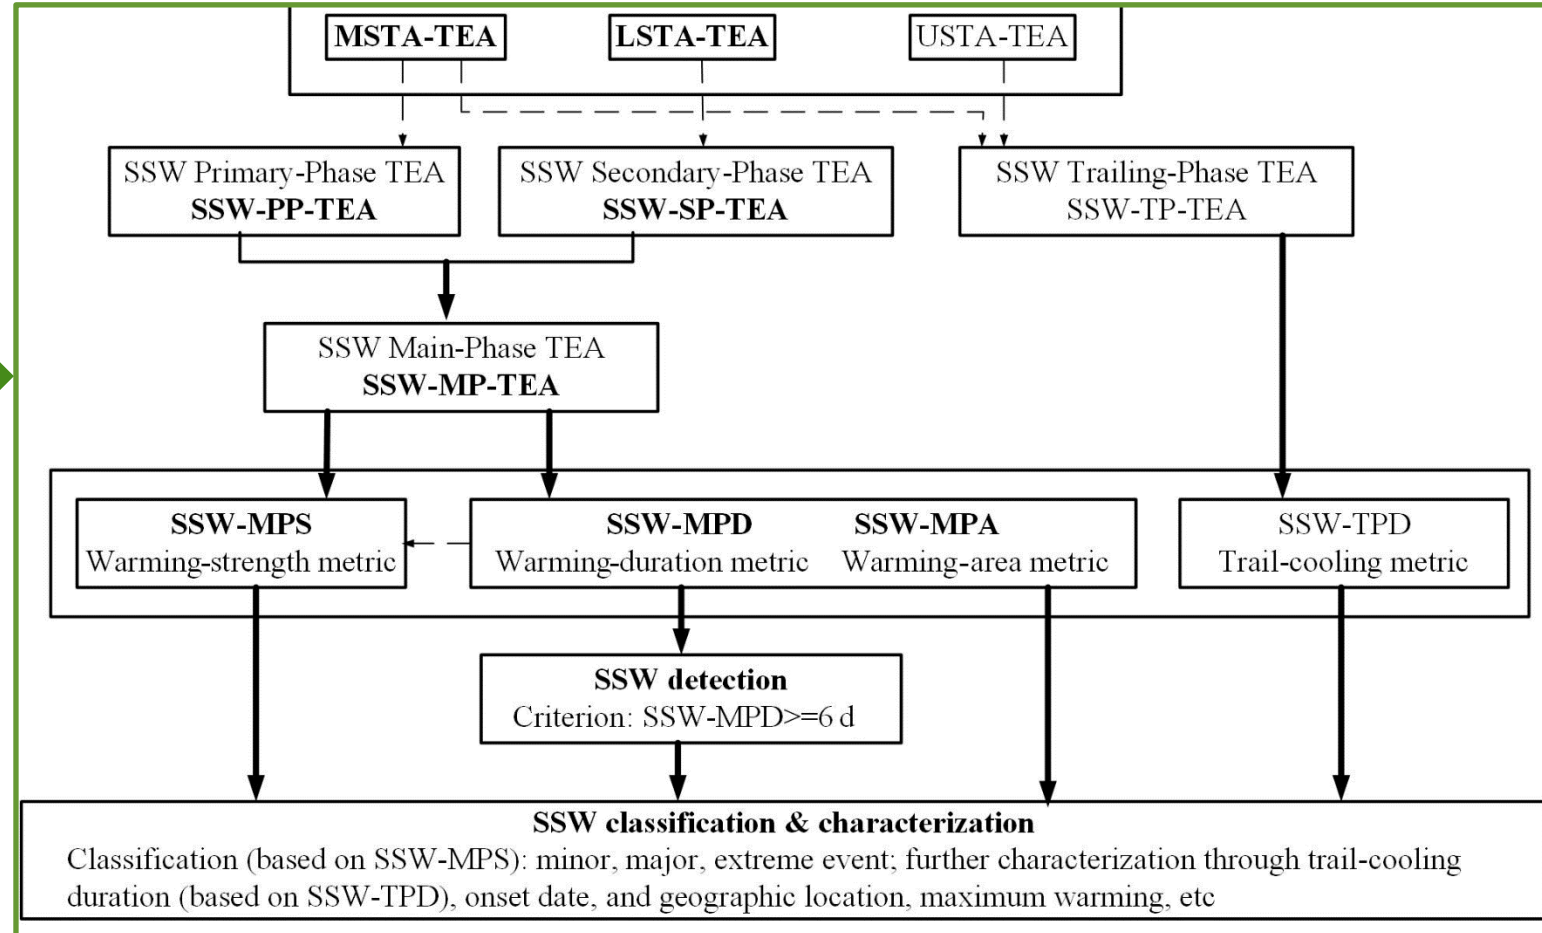 MSTA-TEA
LSTA-TEA
USTA-TEA
SSW Primary-Phase TEA
SSW-PP-TEA
SSW Secondary-Phase TEA
SSW-SP-TEA
SSW Trailing-Phase TEA
SSW-TP-TEA
SSW Main-Phase TEA
SSW-MP-TEA
SSW-MPS
Warming-strength metric
SSW-MPD
Warming-duration metric
SSW-MPA
Warming-area metric
SSW-TPD
Trail-cooling metric
SSW detection
Criterion: SSW-MPD>=6 d
SSW classification & characterization
Classification (based on SSW-MPS): minor, major, extreme event; further characterization through trail-cooling
duration (based on SSW-TPD), onset date, and geographic location, maximum warming, etc